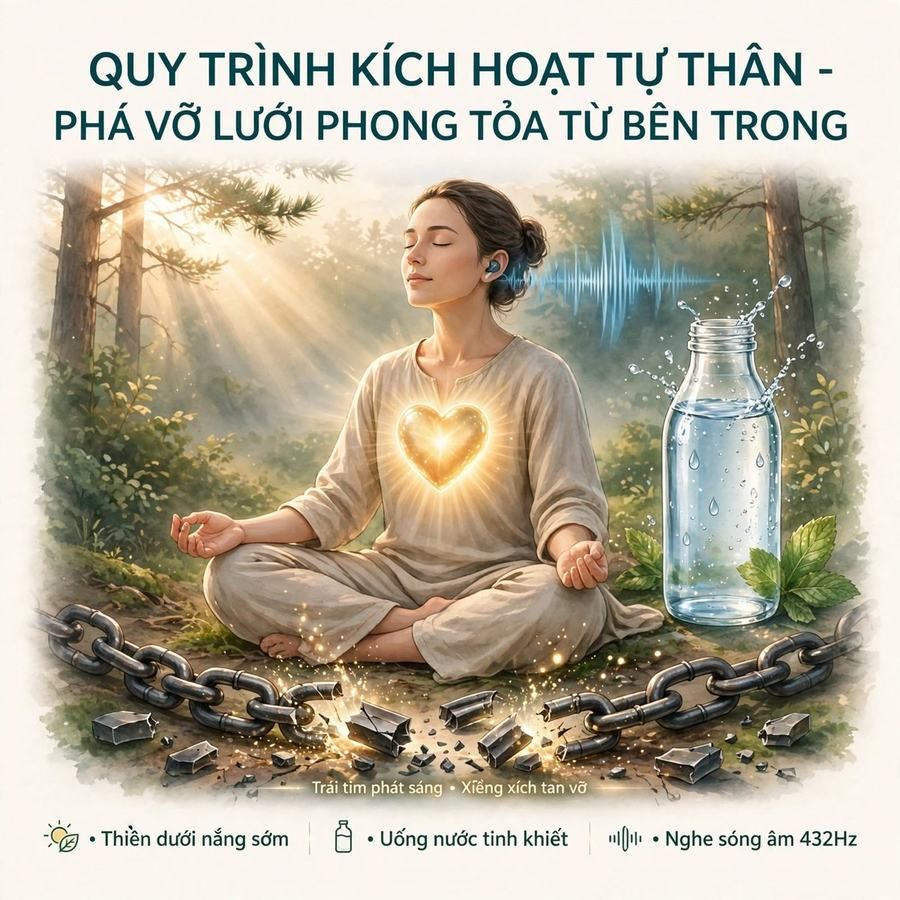 QUY TRÌNH KÍCH HOẠT TỰ THÂN -
PHÁ VỠ LƯỚI PHONG TỎA TỪ BÊN TRONG
Trái tim phát sáng • Xiềng xích tan vỡ
• Thiền dưới nắng sớm
• Uống nước tinh khiết
• Nghe sóng âm 432Hz